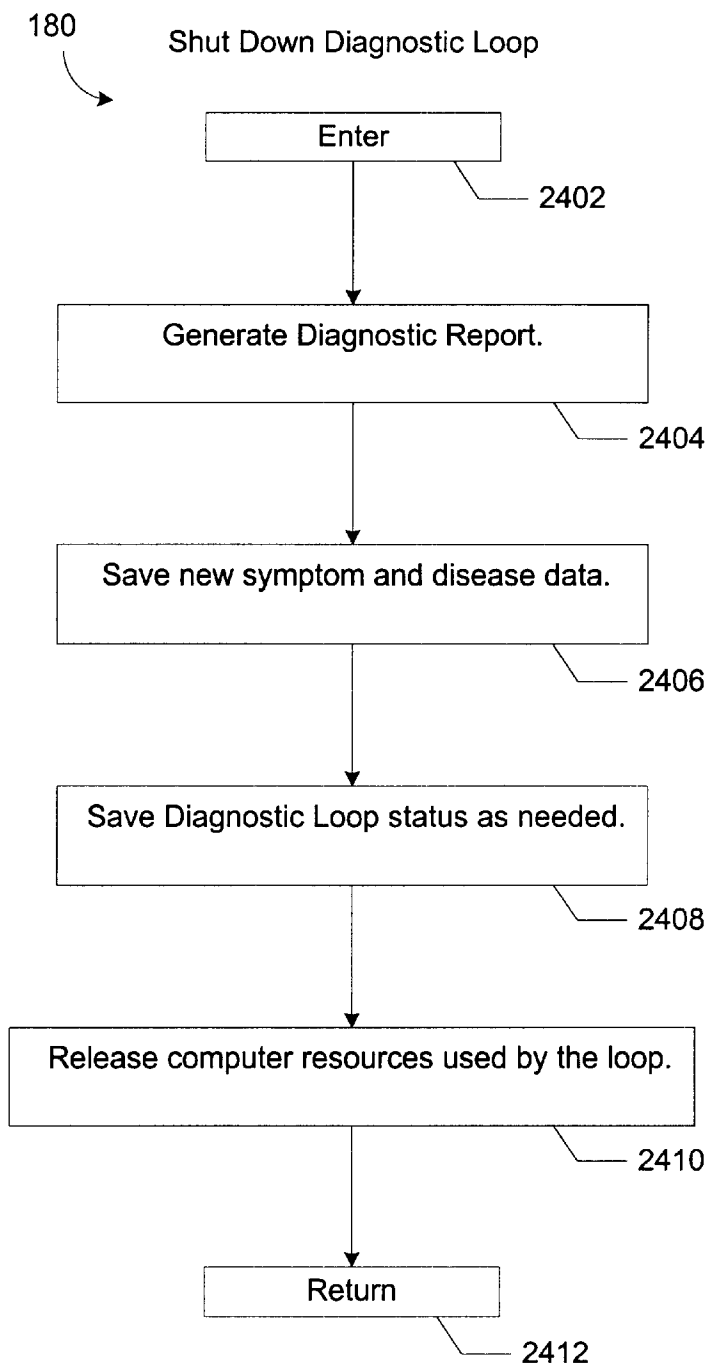 180
Shut Down Diagnostic Loop
Enter
2402
Generate Diagnostic Report.
2404
Save new symptom and disease data.
2406
Save Diagnostic Loop status as needed.
2408
Release computer resources used by the loop.
2410
Return
2412